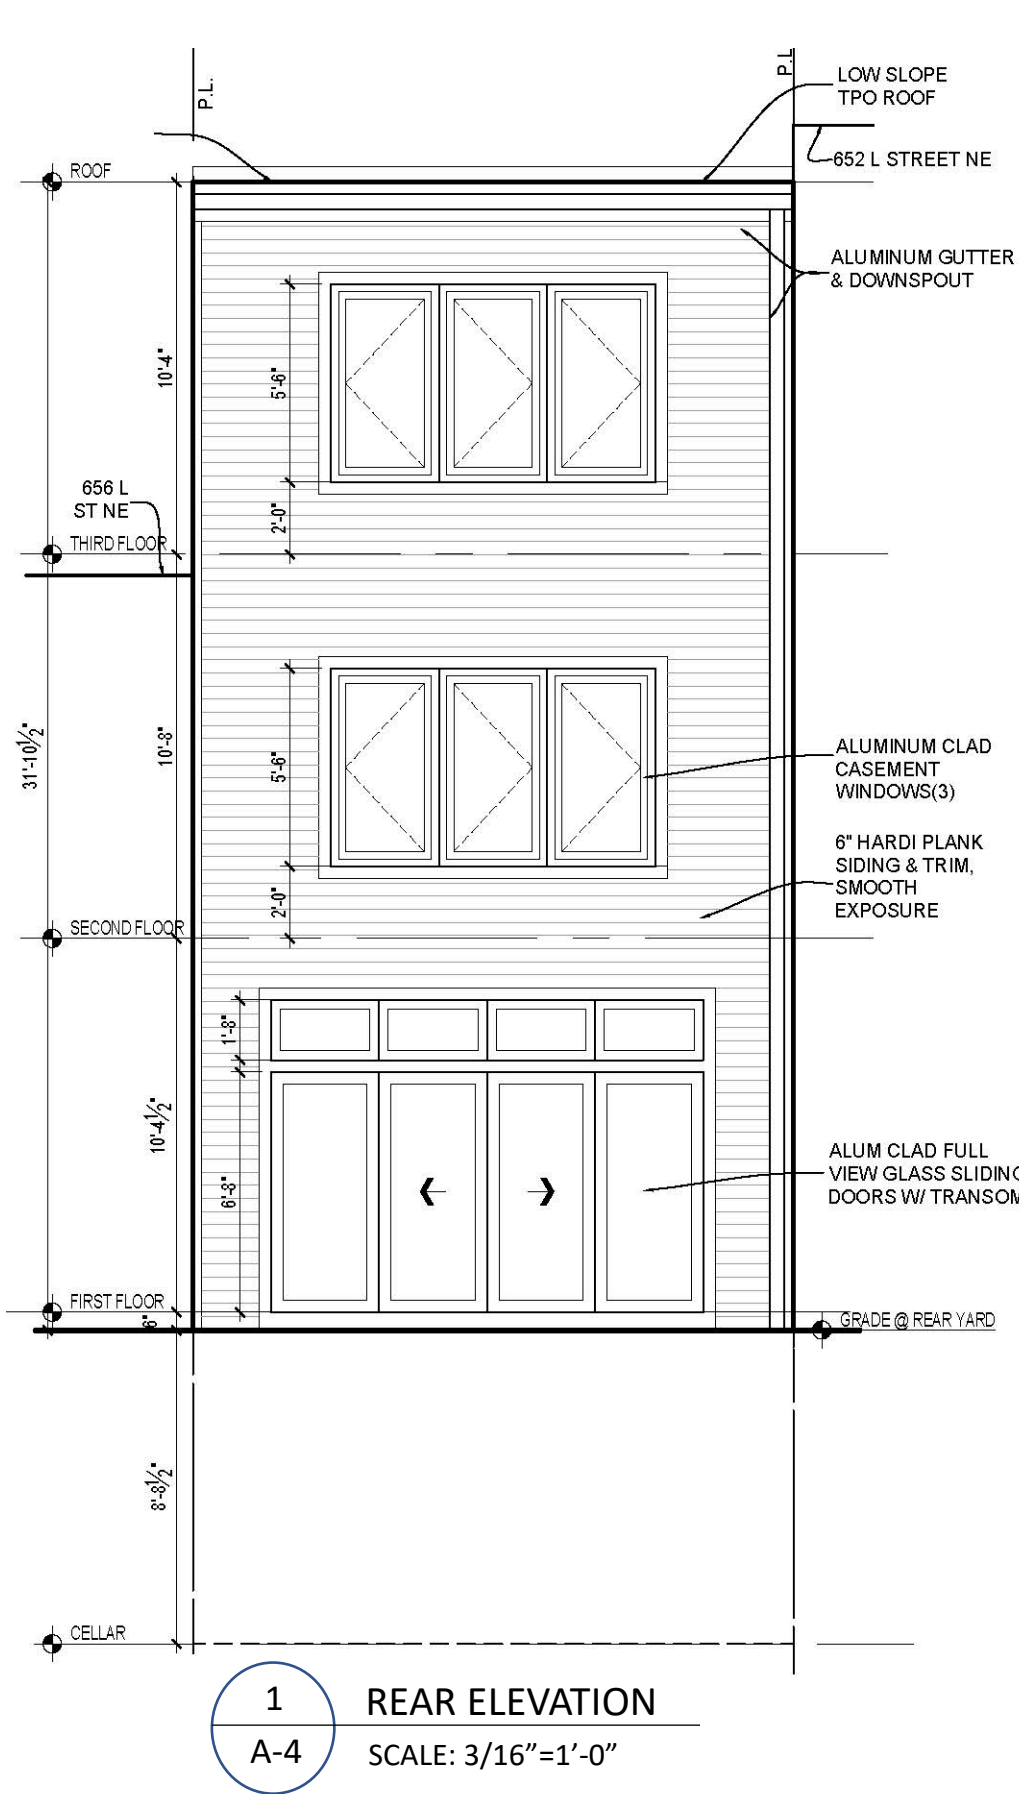 P.L.
P.L
LOW SLOPE
TPO ROOF
652 L STREET NE
ROOF
ALUMINUM GUTTER
& DOWNSPOUT
10'-4"
5'-6"
656 L
ST NE
2'-0"
THIRD FLOOR
31'-10½"
10'-8"
5'-6"
ALUMINUM CLAD
CASEMENT
WINDOWS(3)
6" HARDI PLANK
SIDING & TRIM,
SMOOTH
EXPOSURE
2'-0"
SECOND FLOOR
1'-8"
10'-4½"
6'-8"
ALUM CLAD FULL
VIEW GLASS SLIDING
DOORS W/ TRANSOM
FIRST FLOOR
6"
GRADE @ REAR YARD
8'-8½"
CELLAR
1
A-4
REAR ELEVATION
SCALE: 3/16”=1’-0”